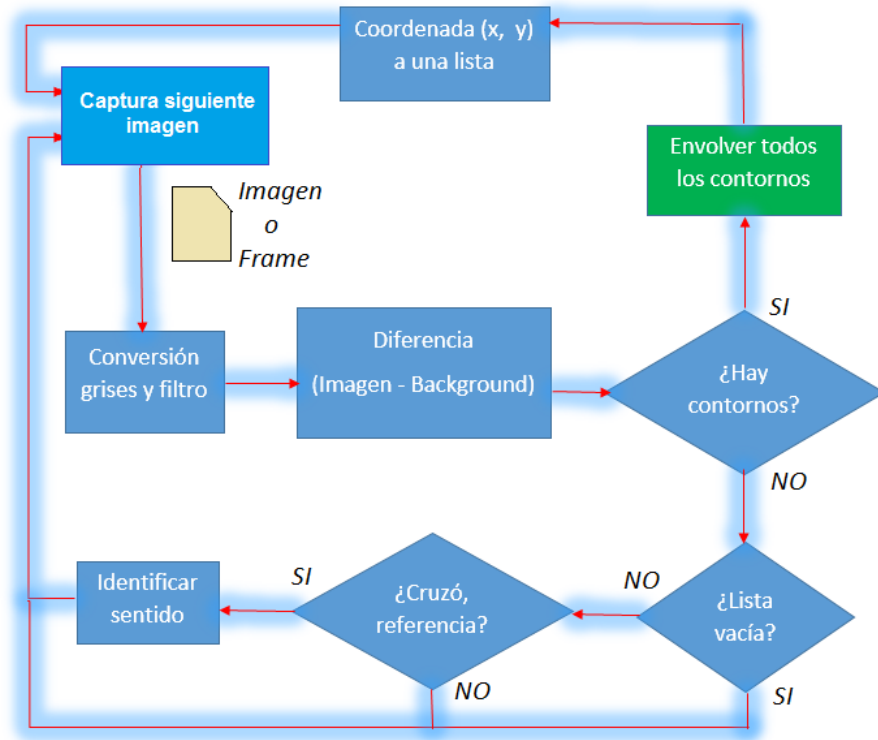 Coordenada (x, y)
a una lista
Captura siguiente
imagen
Envolver todos
los contornos
Imagen
o
Frame
SI
Conversión
grises y filtro
Diferencia
(Imagen - Background)
¿Hay
contornos?
NO
Identificar
sentido
SI
¿Cruzó,
referencia?
NO
¿Lista
vacía?
NO
SI